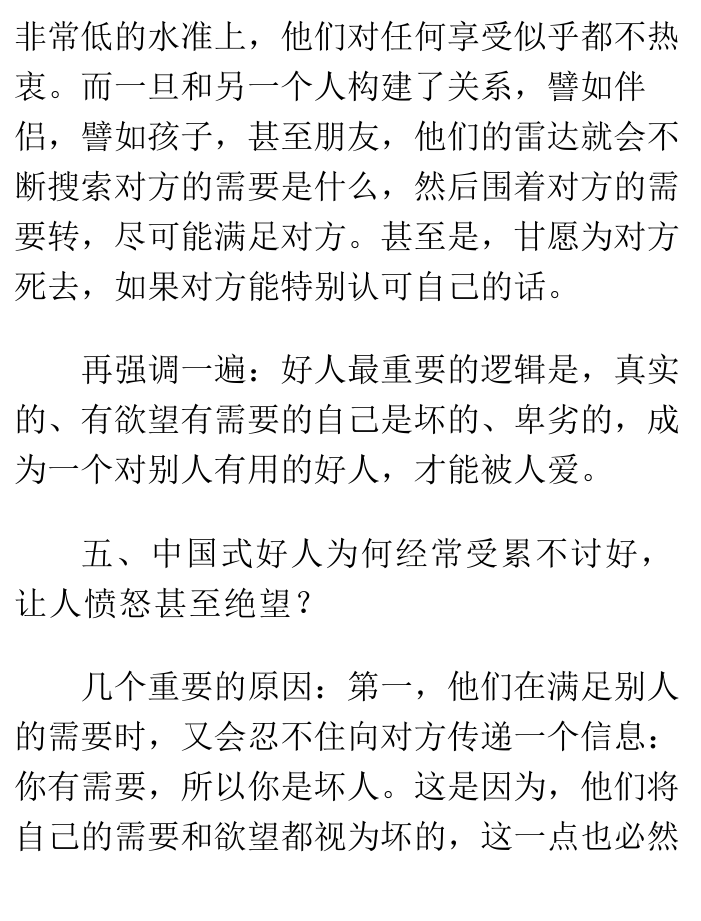 非常低的水准上，他们对任何享受似乎都不热
衷。而一旦和另一个人构建了关系，譬如伴
侣，譬如孩子，甚至朋友，他们的雷达就会不
断搜索对方的需要是什么，然后围着对方的需
要转，尽可能满足对方。甚至是，甘愿为对方
死去，如果对方能特别认可自己的话。
再强调一遍：好人最重要的逻辑是，真实
的、有欲望有需要的自己是坏的、卑劣的，成
为一个对别人有用的好人，才能被人爱。
五、中国式好人为何经常受累不讨好，
让人愤怒甚至绝望？
几个重要的原因：第一，他们在满足别人
的需要时，又会忍不住向对方传递一个信息：
你有需要，所以你是坏人。这是因为，他们将
自己的需要和欲望都视为坏的，这一点也必然